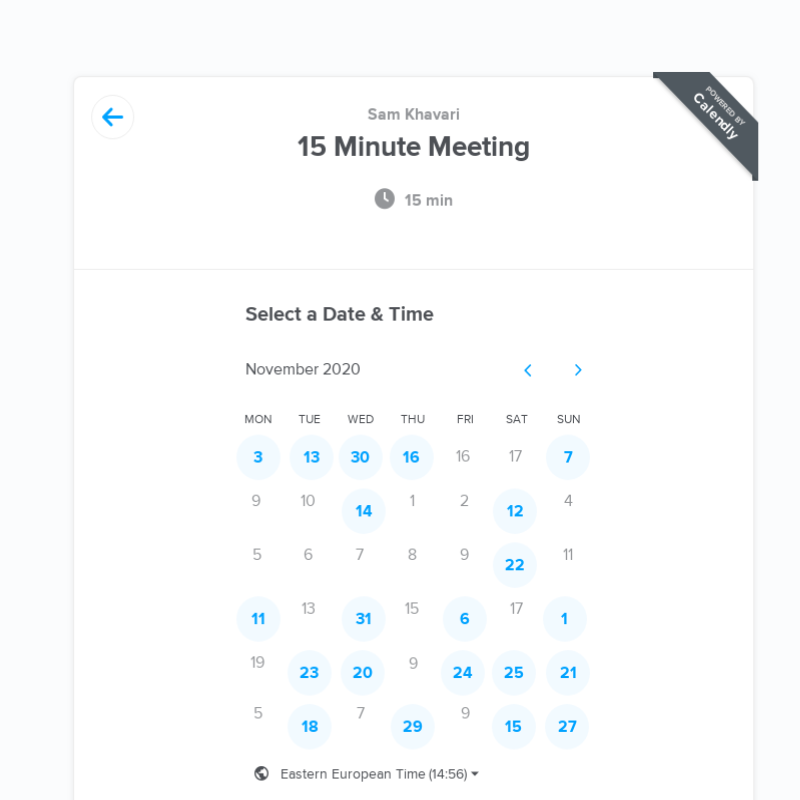 POWERED BY
Calendly
Sam Khavari
15 Minute Meeting
15 min
Select a Date & Time
November 2020
MON TUE WED THU FRI SAT SUN
3 13 30 16 16 17 7
9 10 14 1 2 12 4
5 6 7 8 9 22 11
11 13 31 15 6 17 1
19 23 20 9 24 25 21
5 18 7 29 9 15 27
Eastern European Time (14:56)